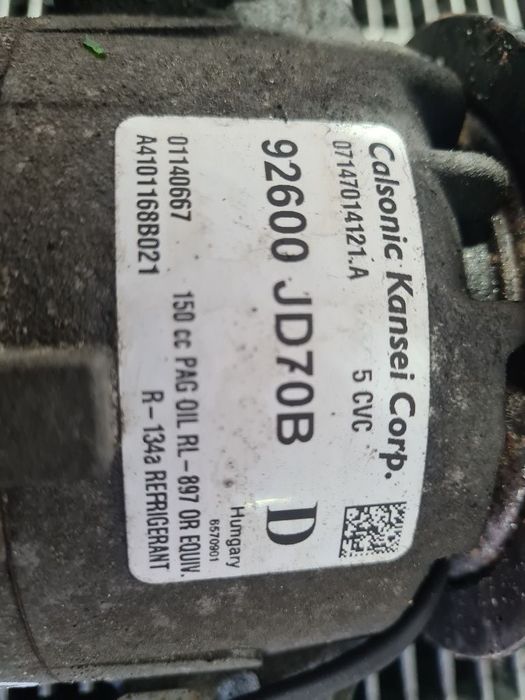 Calsonic Kansei Corp.
07147014121.A 5 CVC
92600 JD70B D
Hungary
6570901
01140667 150 cc PAG OIL RL-897 OR EQUIV.
A4101168B021 R-134a REFRIGERANT